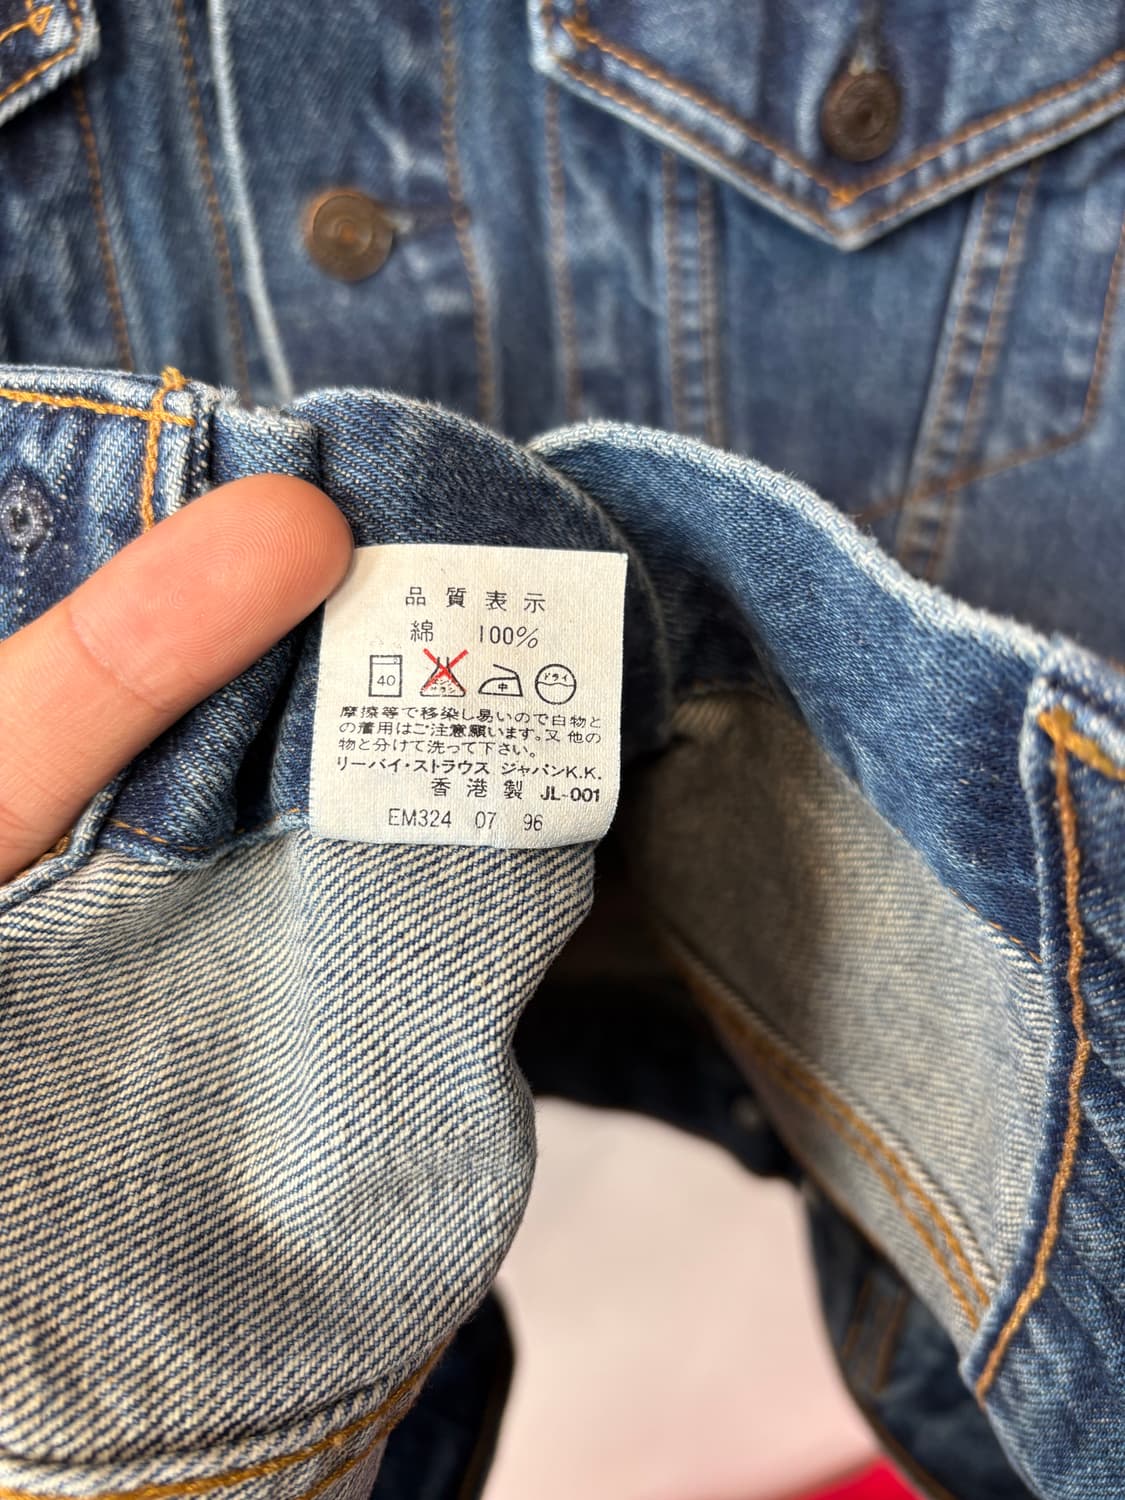 品質表示
綿 100%
40 中 ドライ
摩擦等で移染し易いので白物と
の着用はご注意願います。又他の
物と分けて洗って下さい。
リーバイ・ストラウス ジャパンK.K.
香港製 JL-001
EM324 07 96